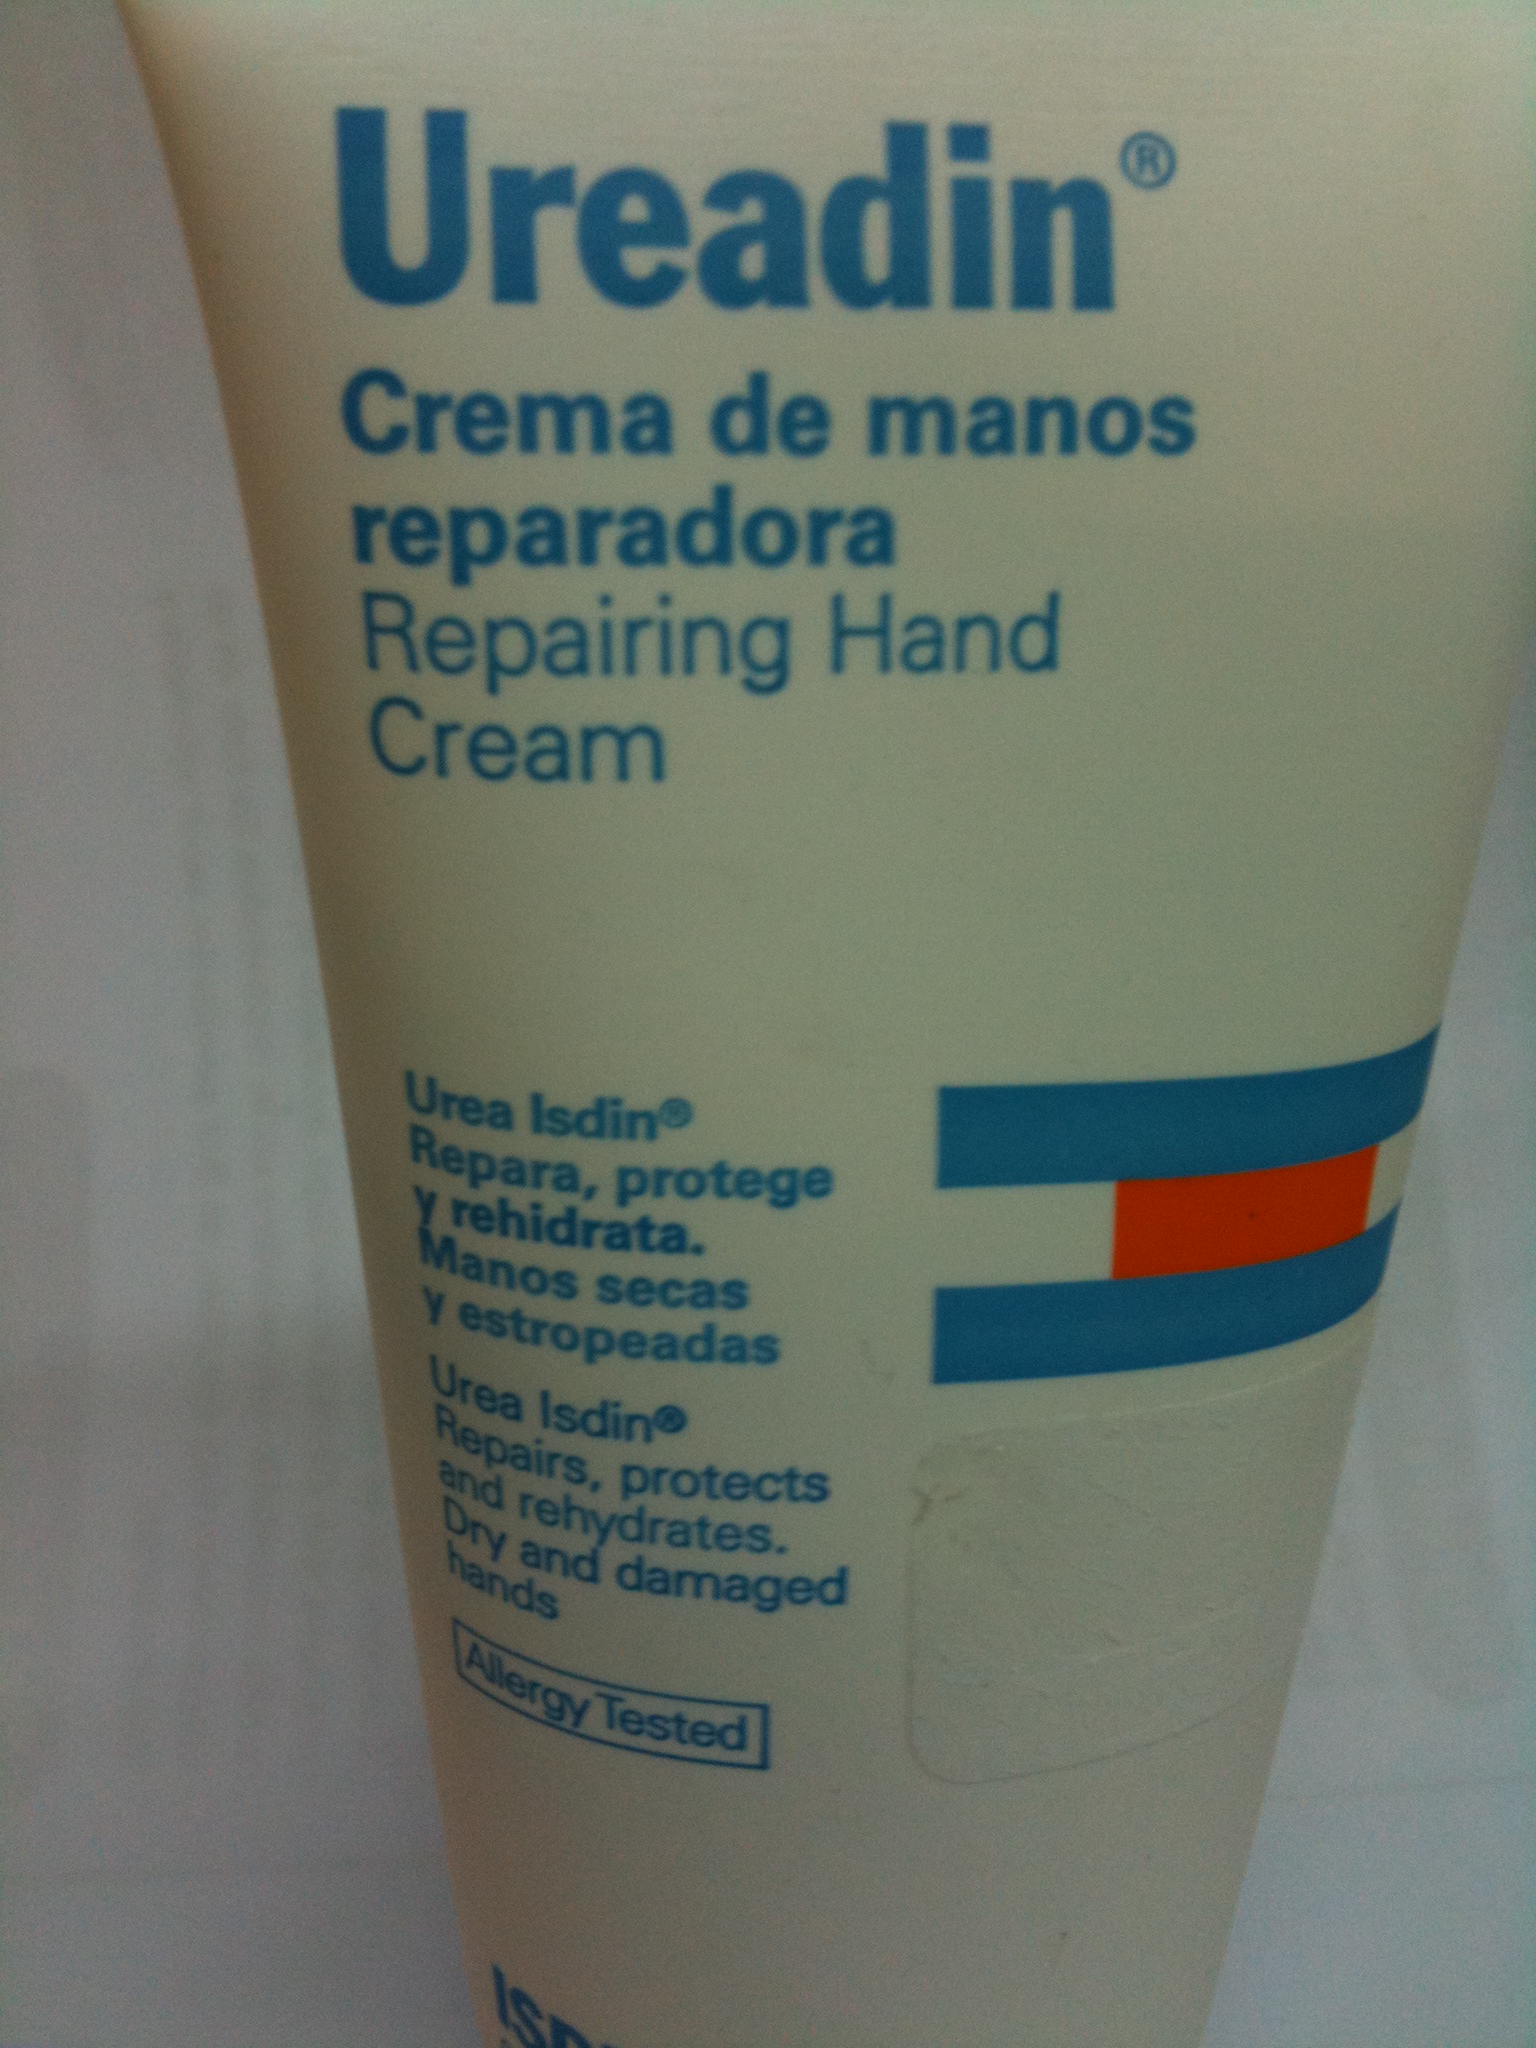 Ureadin®
Crema de manos
reparadora
Repairing Hand
Cream
Urea Isdin®
Repara, protege
y rehidrata.
Manos secas
y estropeadas
Urea Isdin®
Repairs, protects
and rehydrates.
Dry and damaged
hands
Allergy Tested